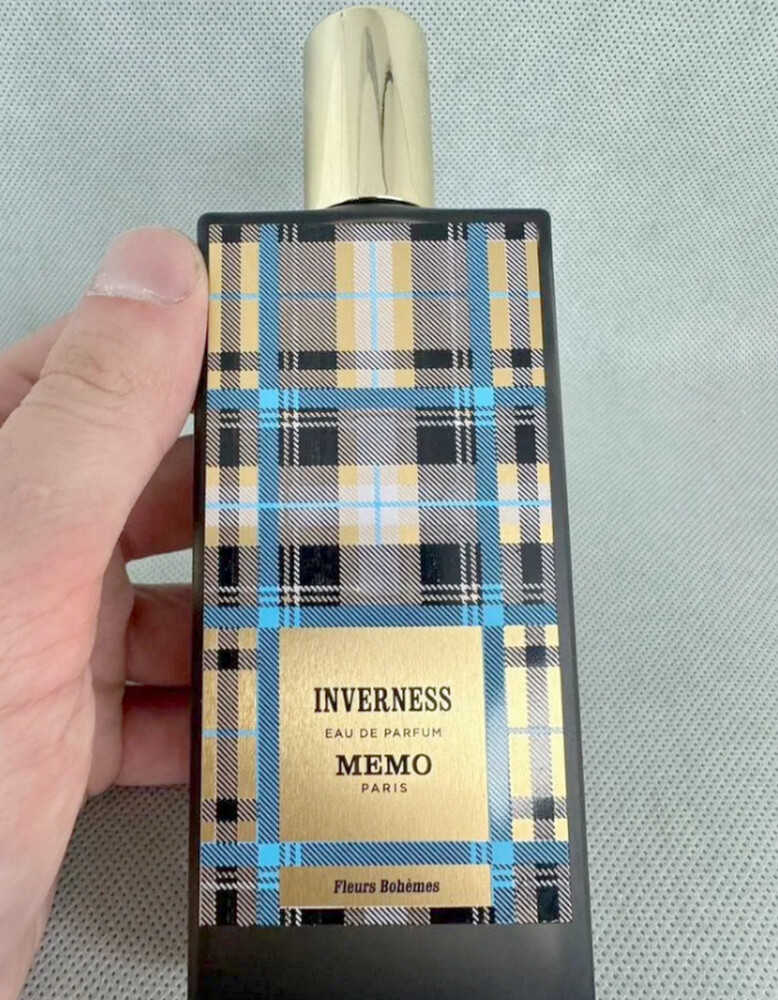 INVERNESS
EAU DE PARFUM
MEMO
PARIS
Fleurs Bohèmes